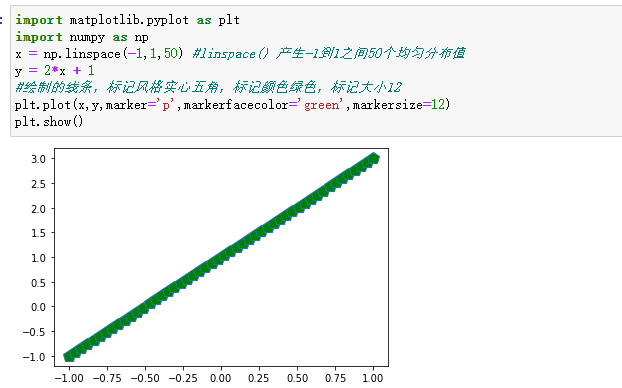 :
import matplotlib.pyplot as plt
import numpy as np
x = np.linspace(-1,1,50) #linspace() 产生-1到1之间50个均匀分布值
y = 2*x + 1
#绘制的线条，标记风格实心五角，标记颜色绿色，标记大小12
plt.plot(x,y,marker='p',markerfacecolor='green',markersize=12)
plt.show()
3.0
2.5
2.0
1.5
1.0
0.5
0.0
−0.5
−1.0
−1.00 −0.75 −0.50 −0.25 0.00 0.25 0.50 0.75 1.00